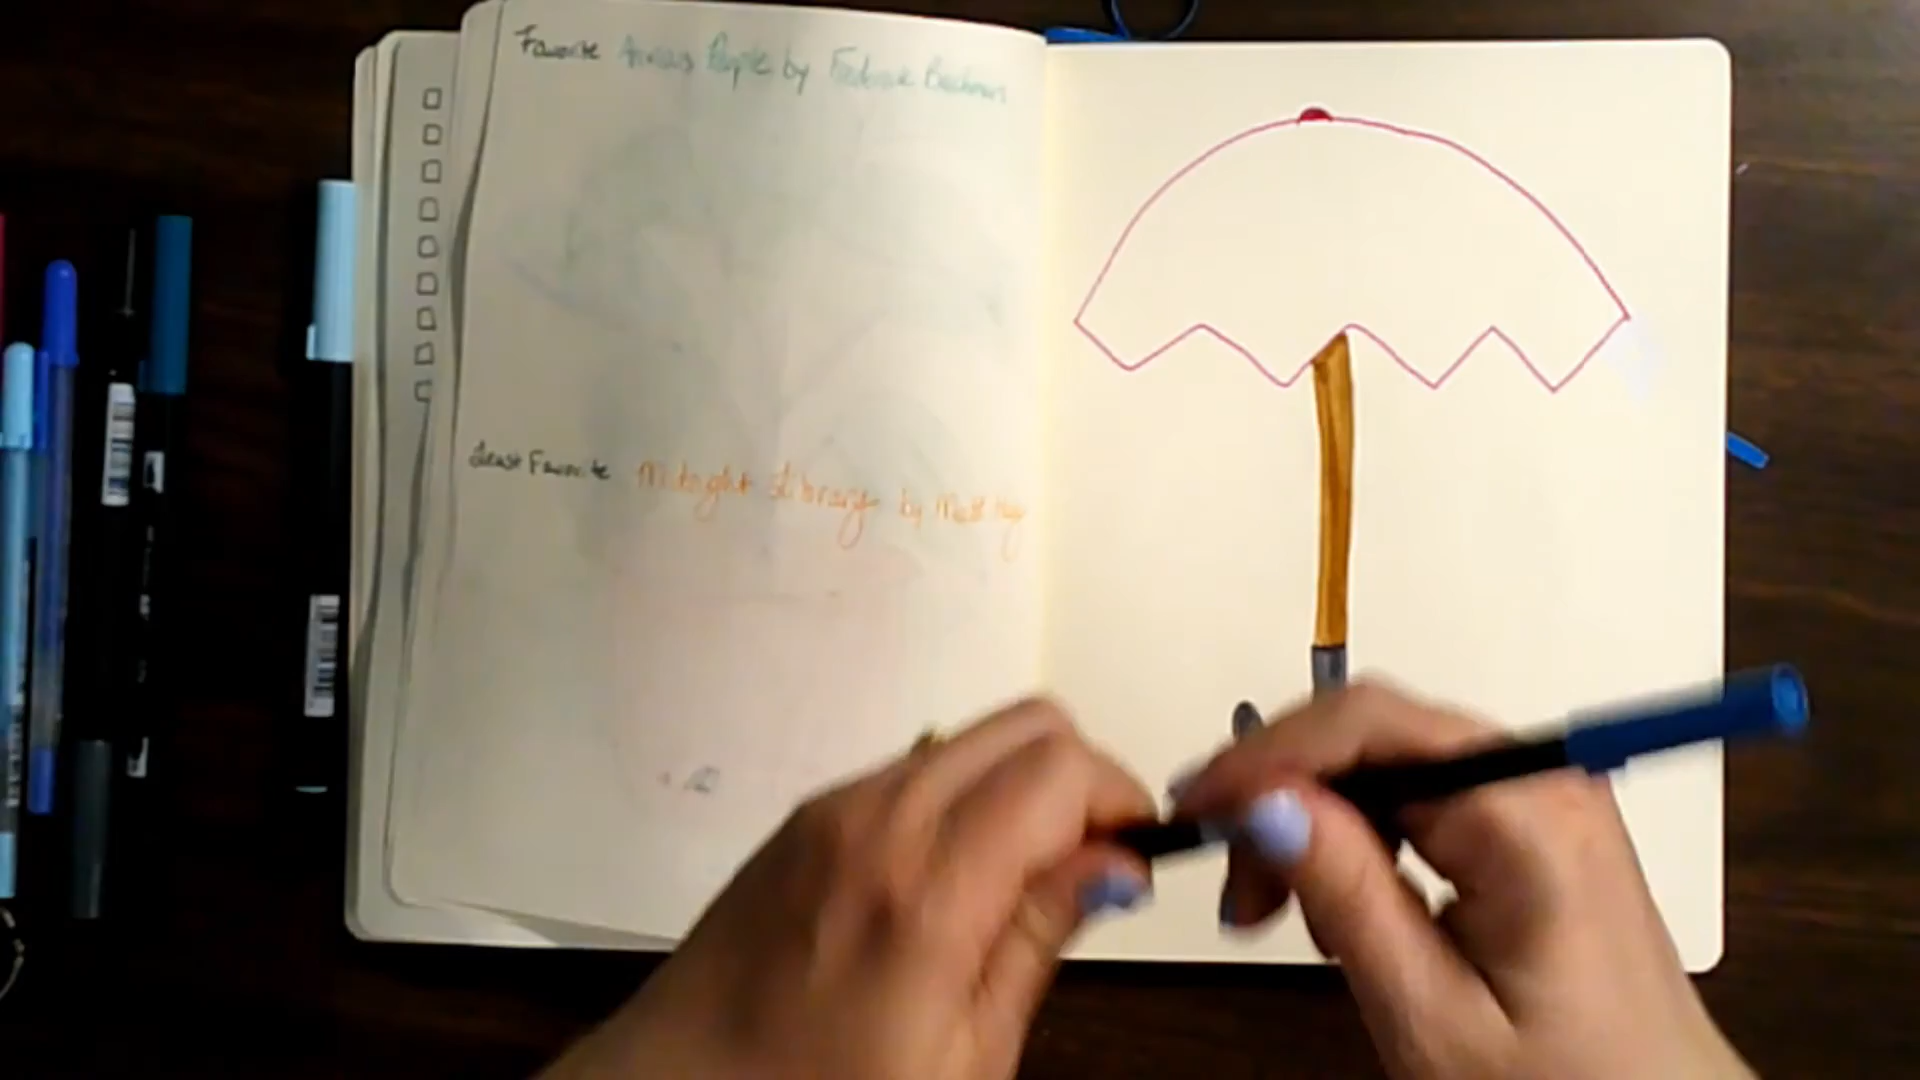 Favorite Anxious People by Fredrik Backman
Least Favorite Midnight Library by Matt Haig